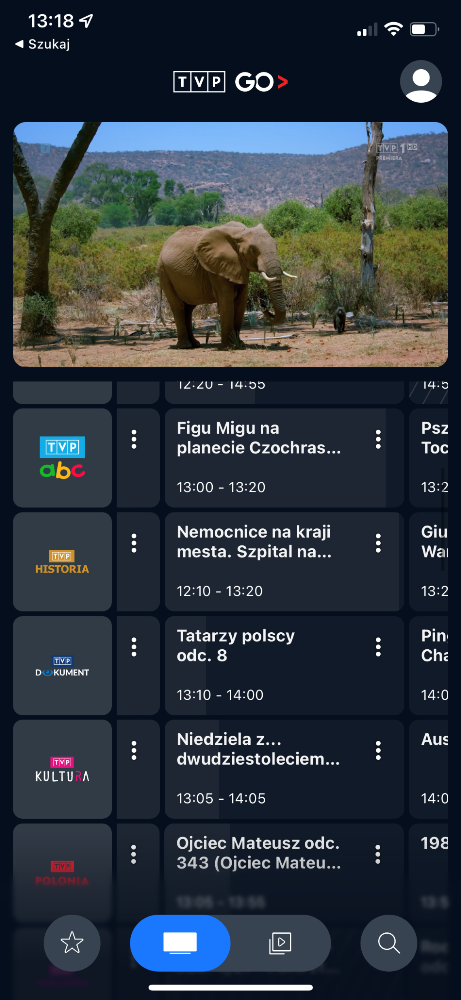 13:18
Szukaj
TVP GO>
7
TVP 1 HD
PREMIERA
12:20 - 14:55
14:5
TVP
abc
Figu Migu na
planecie Czochras...
13:00 - 13:20
Psz
Toc
13:2
TVP
HISTORIA
Nemocnice na kraji
mesta. Szpital na...
12:10 - 13:20
Giu
War
13:2
TVP
DOKUMENT
Tatarzy polscy
odc. 8
13:10 - 14:00
Ping
Cha
14:0
TVP
KULTURA
Niedziela z...
dwudziestoleciem...
13:05 - 14:05
Aus
14:0
TVP
POLONIA
Ojciec Mateusz odc.
343 (Ojciec Mateu...
13:05 - 13:55
198
13:5